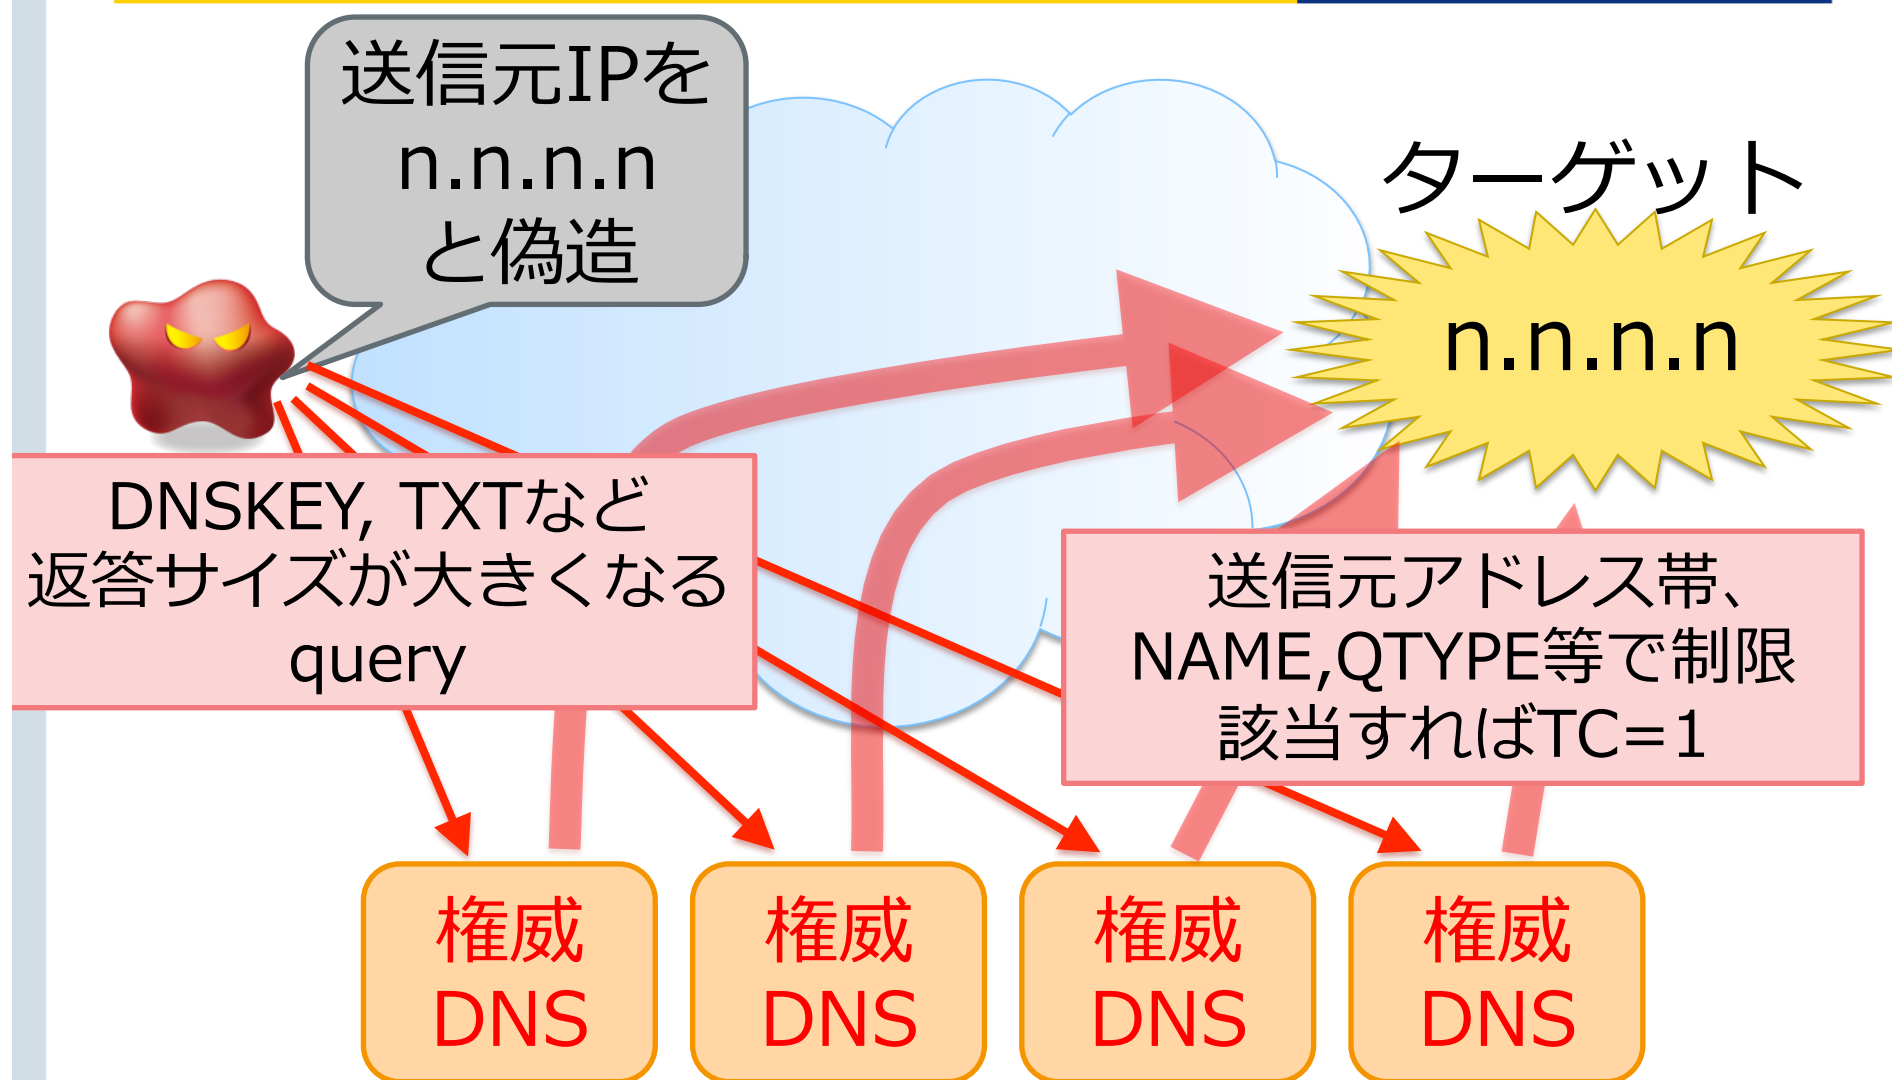 送信元IPを
n.n.n.n
と偽造
ターゲット
n.n.n.n
DNSKEY, TXTなど
返答サイズが大きくなる
query
送信元アドレス帯、
NAME,QTYPE等で制限
該当すればTC=1
権威
DNS
権威
DNS
権威
DNS
権威
DNS